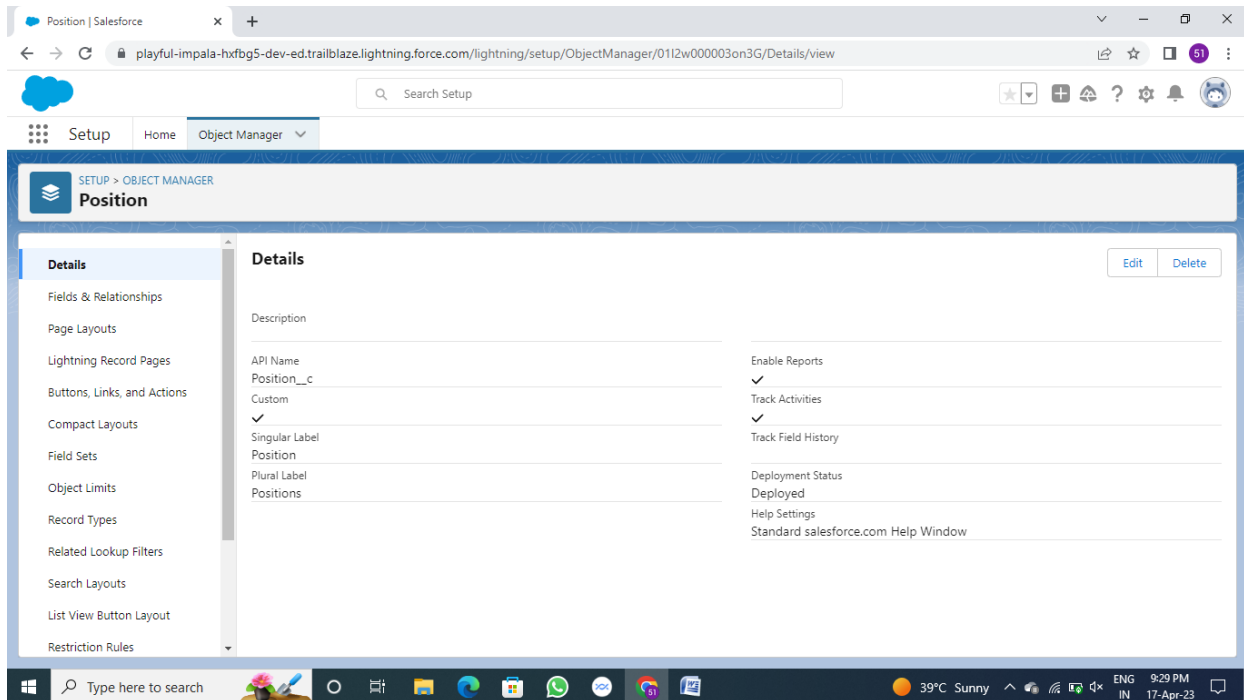 Position | Salesforce
playful-impala-hxfbg5-dev-ed.trailblaze.lightning.force.com/lightning/setup/ObjectManager/01I2w000003on3G/Details/view
51
Search Setup
Setup
Home
Object Manager
SETUP > OBJECT MANAGER
Position
Details
Fields & Relationships
Page Layouts
Lightning Record Pages
Buttons, Links, and Actions
Compact Layouts
Field Sets
Object Limits
Record Types
Related Lookup Filters
Search Layouts
List View Button Layout
Restriction Rules
Details
Edit
Delete
Description
API Name
Position__c
Custom
Singular Label
Position
Plural Label
Positions
Enable Reports
Track Activities
Track Field History
Deployment Status
Deployed
Help Settings
Standard salesforce.com Help Window
Type here to search
51
39°C Sunny
ENG
IN
9:29 PM
17-Apr-23